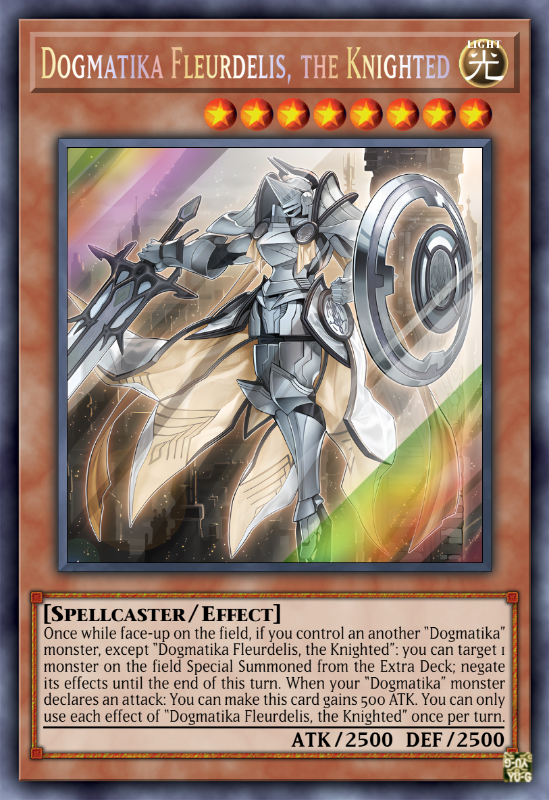 DOGMATIKA FLEURDELIS, THE KNIGHTED
LIGHT
光
[SPELLCASTER / EFFECT]
Once while face-up on the field, if you control an another "Dogmatika"
monster, except "Dogmatika Fleurdelis, the Knighted": you can target 1
monster on the field Special Summoned from the Extra Deck; negate
its effects until the end of this turn. When your "Dogmatika" monster
declares an attack: You can make this card gains 500 ATK. You can only
use each effect of "Dogmatika Fleurdelis, the Knighted" once per turn.
ATK / 2500 DEF / 2500